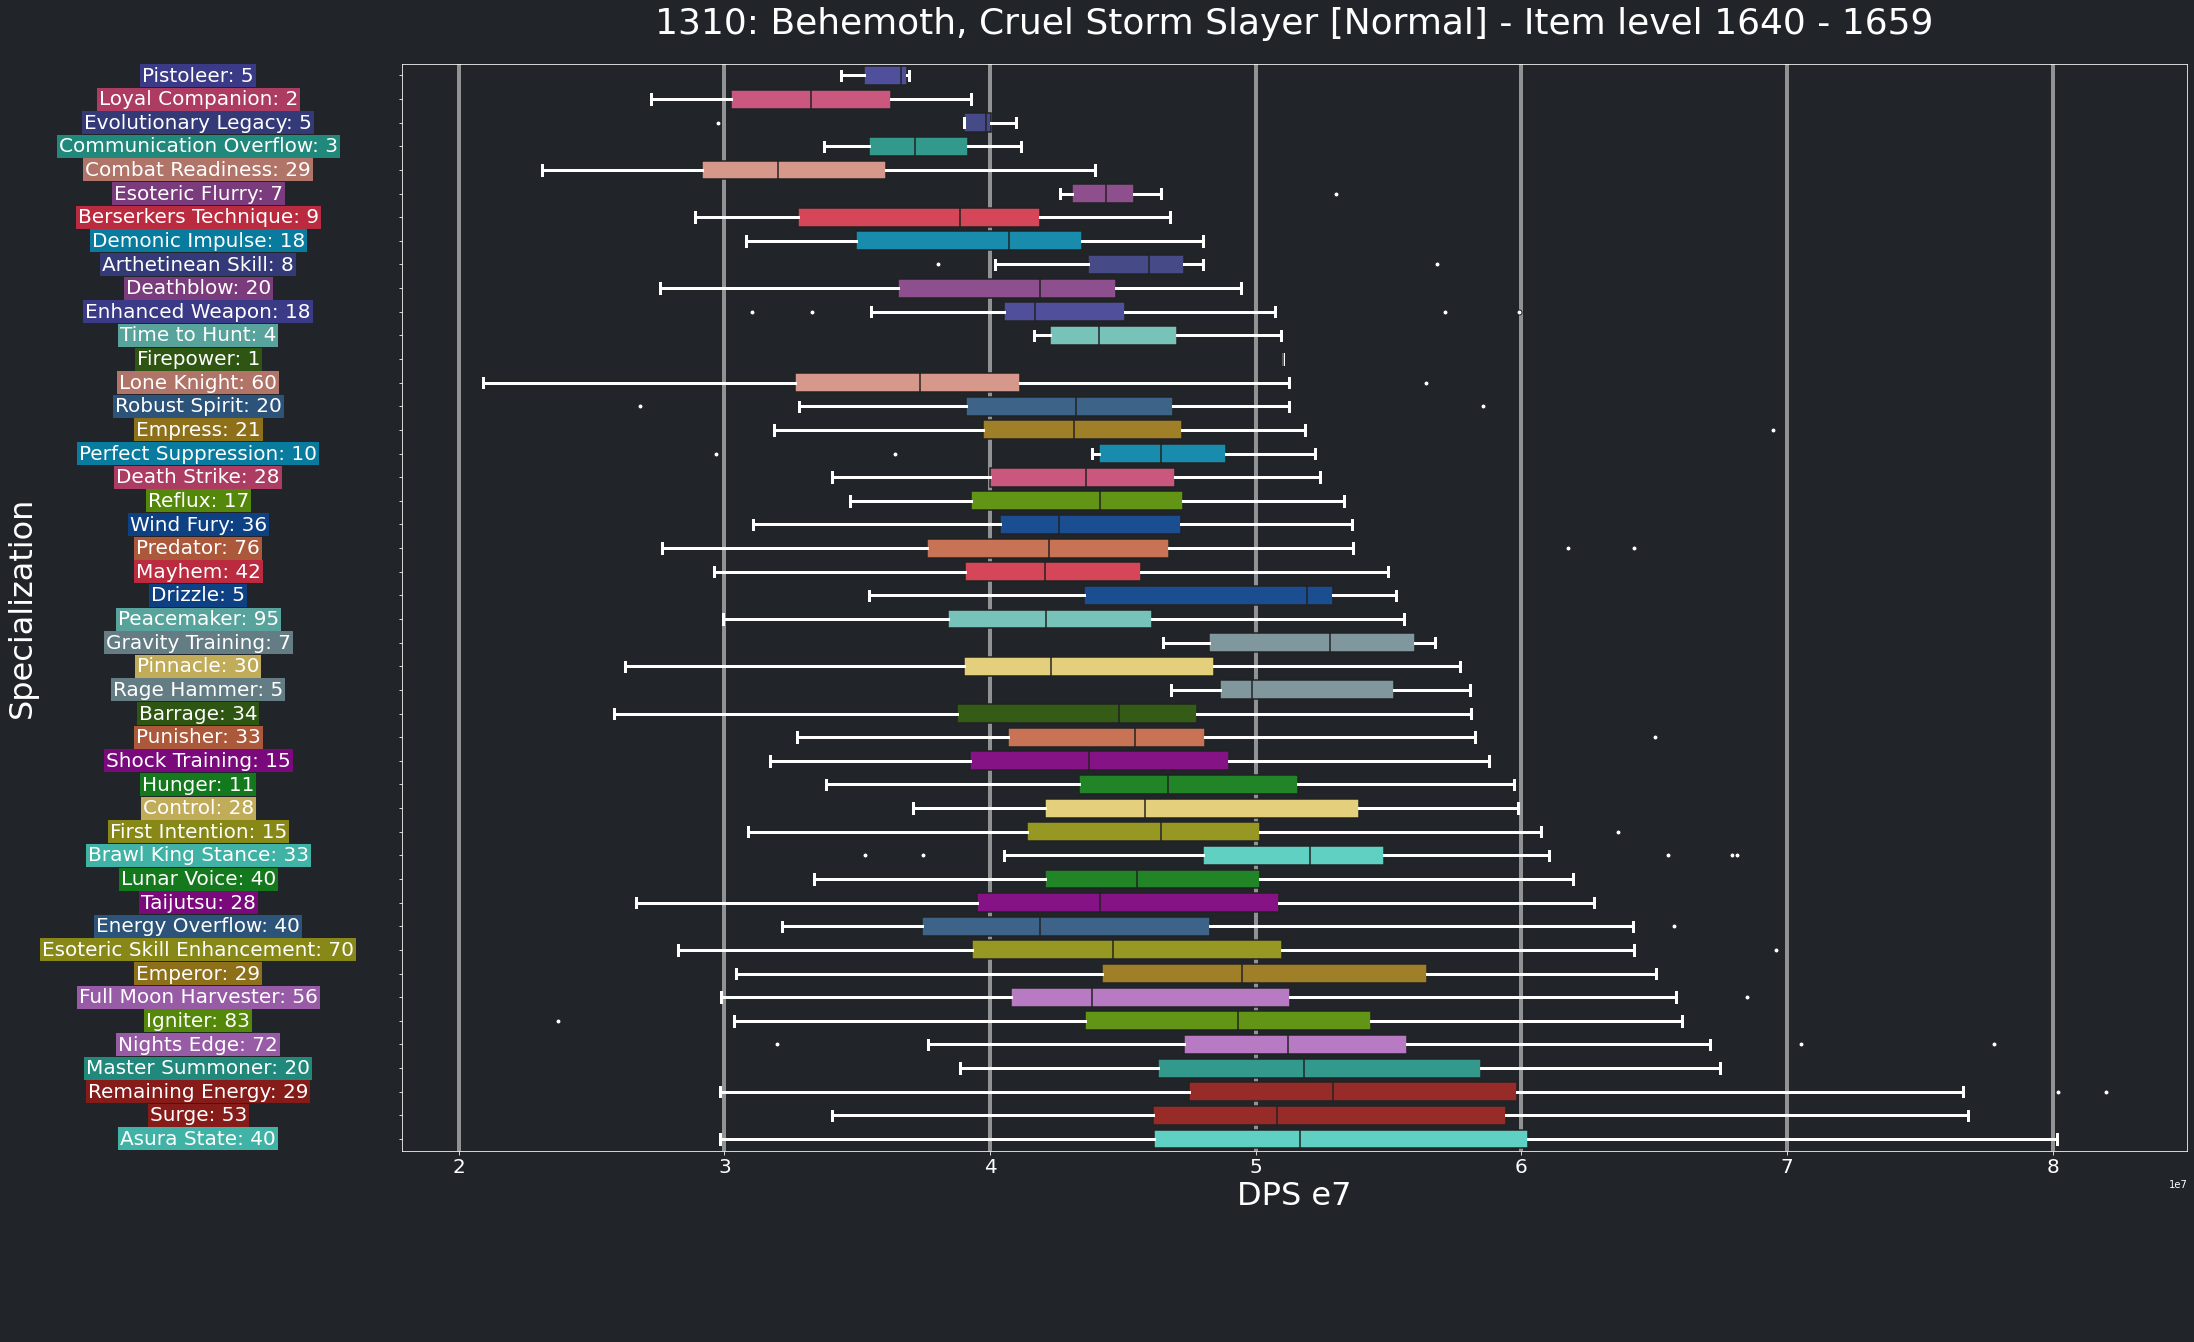 1310: Behemoth, Cruel Storm Slayer [Normal] - Item level 1640 - 1659
Pistoleer: 5
Loyal Companion: 2
Evolutionary Legacy: 5
Communication Overflow: 3
Combat Readiness: 29
Esoteric Flurry: 7
Berserkers Technique: 9
Demonic Impulse: 18
Arthetinean Skill: 8
Deathblow: 20
Enhanced Weapon: 18
Time to Hunt: 4
Firepower: 1
Lone Knight: 60
Robust Spirit: 20
Empress: 21
Perfect Suppression: 10
Death Strike: 28
Reflux: 17
Wind Fury: 36
Predator: 76
Mayhem: 42
Drizzle: 5
Peacemaker: 95
Gravity Training: 7
Pinnacle: 30
Rage Hammer: 5
Barrage: 34
Punisher: 33
Shock Training: 15
Hunger: 11
Control: 28
First Intention: 15
Brawl King Stance: 33
Lunar Voice: 40
Taijutsu: 28
Energy Overflow: 40
Esoteric Skill Enhancement: 70
Emperor: 29
Full Moon Harvester: 56
Igniter: 83
Nights Edge: 72
Master Summoner: 20
Remaining Energy: 29
Surge: 53
Asura State: 40
Specialization
2 3 4 5 6 7 8
DPS e7
1e7